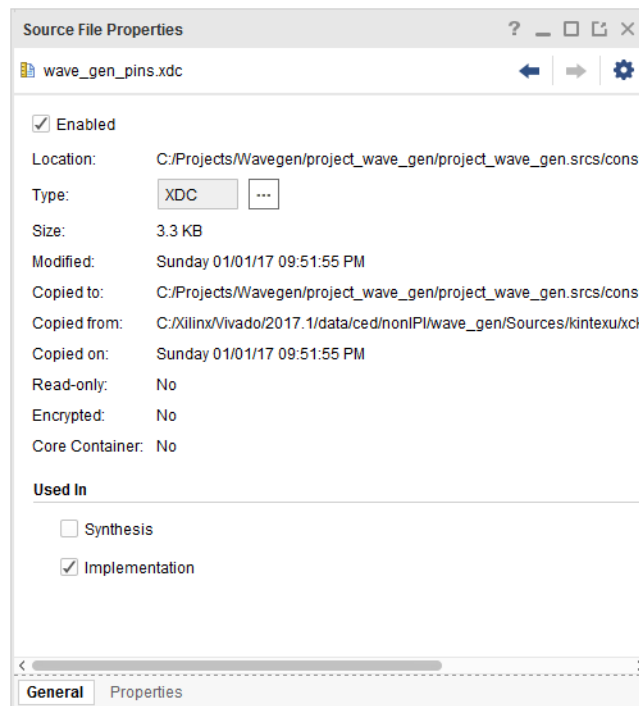 Source File Properties
wave_gen_pins.xdc
Enabled
Location: C:/Projects/Wavegen/project_wave_gen/project_wave_gen.srcs/cons
Type: XDC ...
Size: 3.3 KB
Modified: Sunday 01/01/17 09:51:55 PM
Copied to: C:/Projects/Wavegen/project_wave_gen/project_wave_gen.srcs/cons
Copied from: C:/Xilinx/Vivado/2017.1/data/ced/nonIPI/wave_gen/Sources/kintexu/xck
Copied on: Sunday 01/01/17 09:51:55 PM
Read-only: No
Encrypted: No
Core Container: No
Used In
Synthesis
Implementation
General Properties